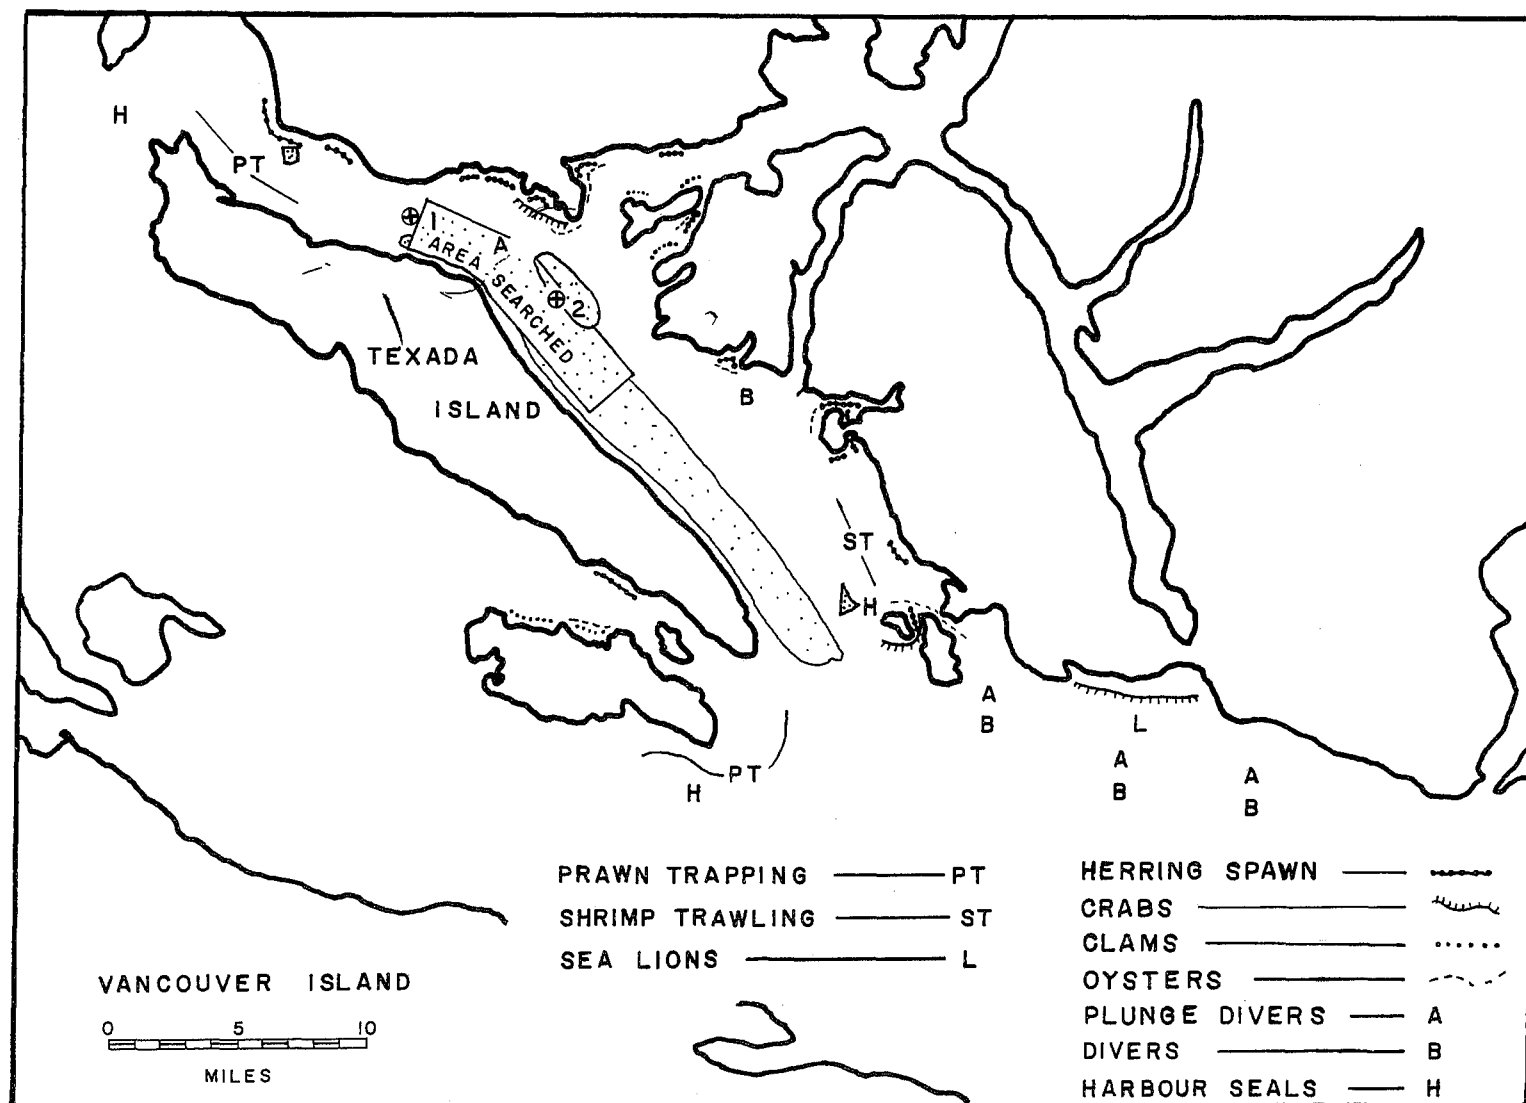 H
PT
1
A
AREA SEARCHED
2
TEXADA
ISLAND
B
ST
H
A
B
L
A
B
A
B
PT
H
PRAWN TRAPPING PT
SHRIMP TRAWLING ST
SEA LIONS L
HERRING SPAWN
CRABS
CLAMS
OYSTERS
PLUNGE DIVERS A
DIVERS B
HARBOUR SEALS H
VANCOUVER ISLAND
0 5 10
MILES